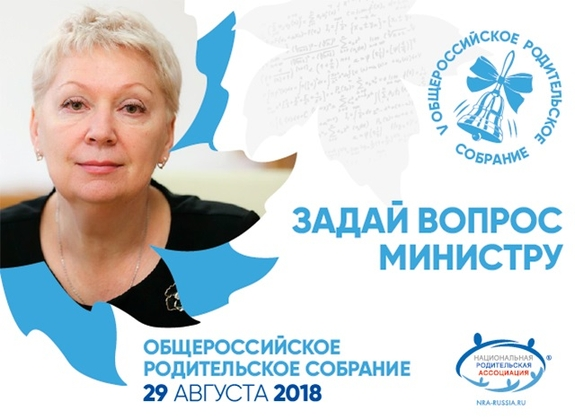 V ОБЩЕРОССИЙСКОЕ РОДИТЕЛЬСКОЕ
СОБРАНИЕ
ЗАДАЙ ВОПРОС
МИНИСТРУ
ОБЩЕРОССИЙСКОЕ
РОДИТЕЛЬСКОЕ СОБРАНИЕ
29 АВГУСТА 2018
НАЦИОНАЛЬНАЯ
РОДИТЕЛЬСКАЯ
АССОЦИАЦИЯ
®
NRA-RUSSIA.RU